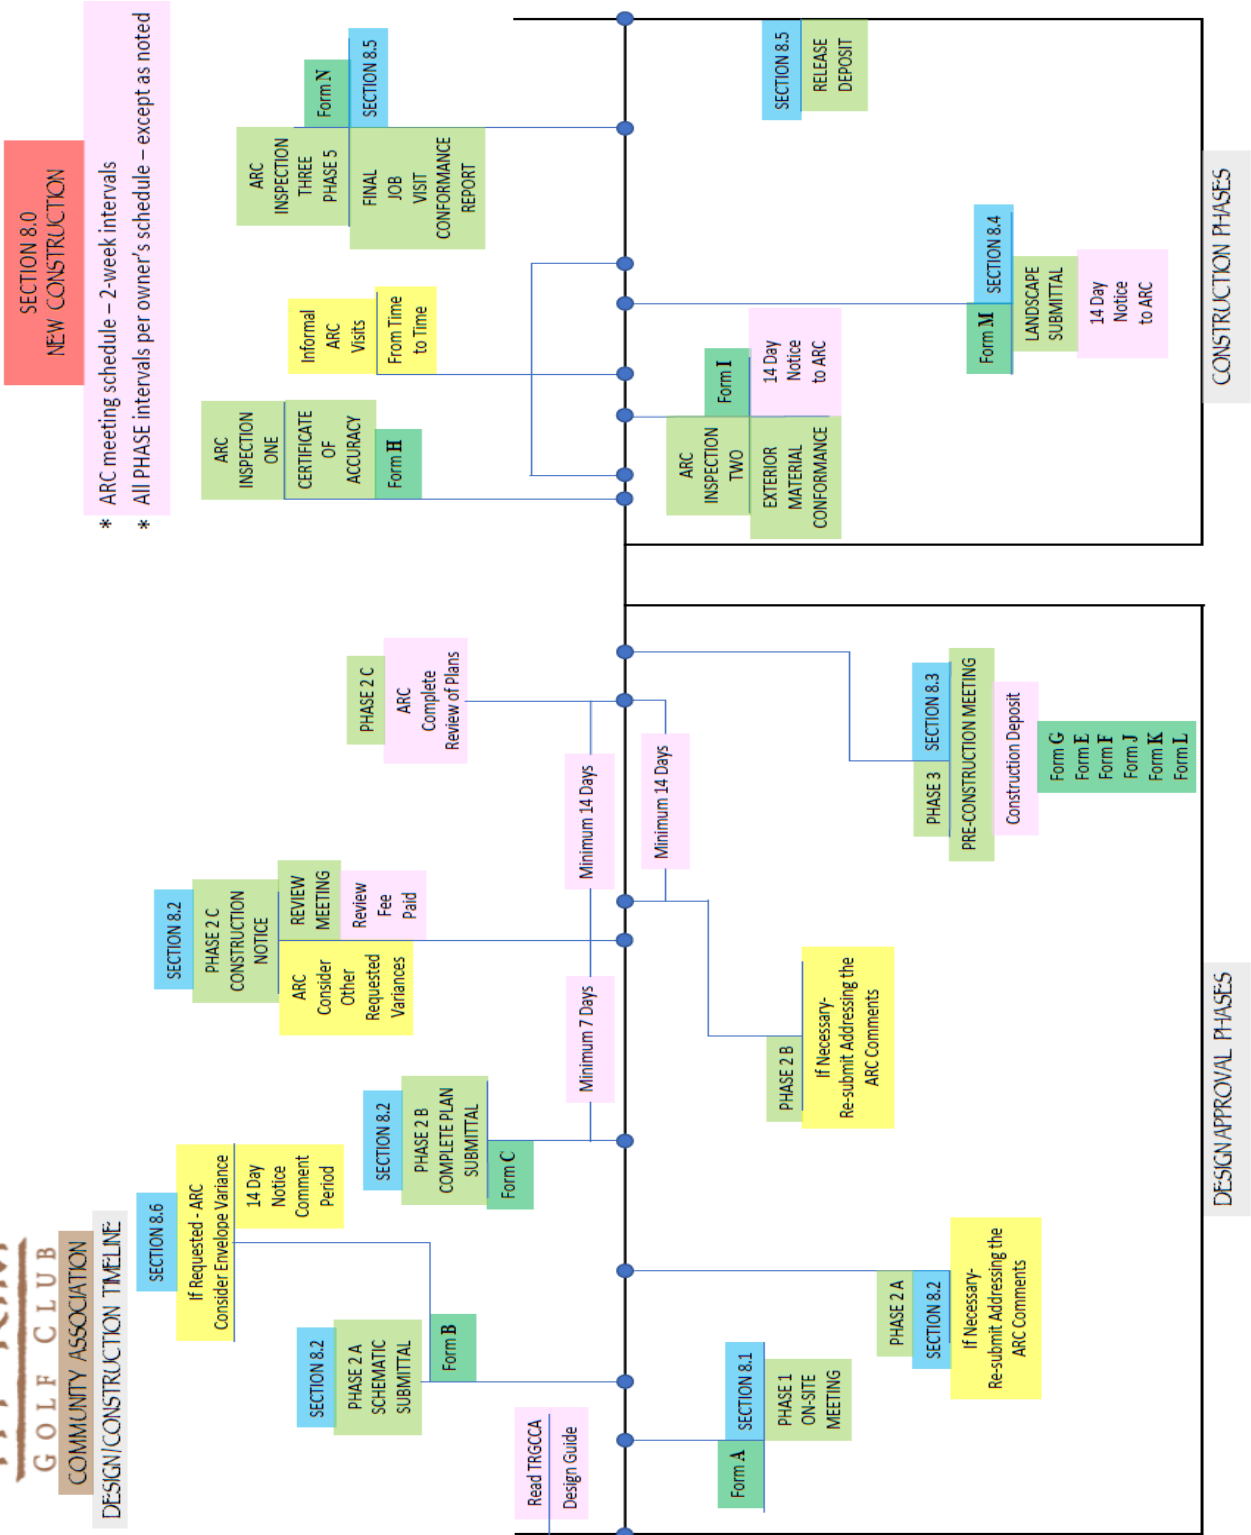 GOLF CLUB
COMMUNITY ASSOCIATION
DESIGN/CONSTRUCTION TIMELINE
SECTION 8.0
NEW CONSTRUCTION
* ARC meeting schedule – 2-week intervals
* All PHASE intervals per owner's schedule – except as noted
Read TRGCCA
Design Guide
SECTION 8.2
PHASE 2 A
SCHEMATIC
SUBMITTAL
Form B
SECTION 8.6
If Requested - ARC
Consider Envelope Variance
14 Day
Notice
Comment
Period
SECTION 8.2
PHASE 2 B
COMPLETE PLAN
SUBMITTAL
Form C
Minimum 7 Days
SECTION 8.2
PHASE 2 C
CONSTRUCTION
NOTICE
ARC
Consider
Other
Requested
Variances
REVIEW
MEETING
Review
Fee
Paid
Minimum 14 Days
PHASE 2 C
ARC
Complete
Review of Plans
Form A
SECTION 8.1
PHASE 1
ON-SITE
MEETING
PHASE 2 A
SECTION 8.2
If Necessary-
Re-submit Addressing the
ARC Comments
PHASE 2 B
If Necessary-
Re-submit Addressing the
ARC Comments
Minimum 14 Days
PHASE 3
SECTION 8.3
PRE-CONSTRUCTION MEETING
Construction Deposit
Form G
Form E
Form F
Form J
Form K
Form L
DESIGN APPROVAL PHASES
ARC
INSPECTION
ONE
CERTIFICATE
OF
ACCURACY
Form H
Informal
ARC
Visits
From Time
to Time
ARC
INSPECTION
THREE
PHASE 5
Form N
FINAL
JOB
VISIT
CONFORMANCE
REPORT
SECTION 8.5
ARC
INSPECTION
TWO
Form I
EXTERIOR
MATERIAL
CONFORMANCE
14 Day
Notice
to ARC
Form M
SECTION 8.4
LANDSCAPE
SUBMITTAL
14 Day
Notice
to ARC
SECTION 8.5
RELEASE
DEPOSIT
CONSTRUCTION PHASES